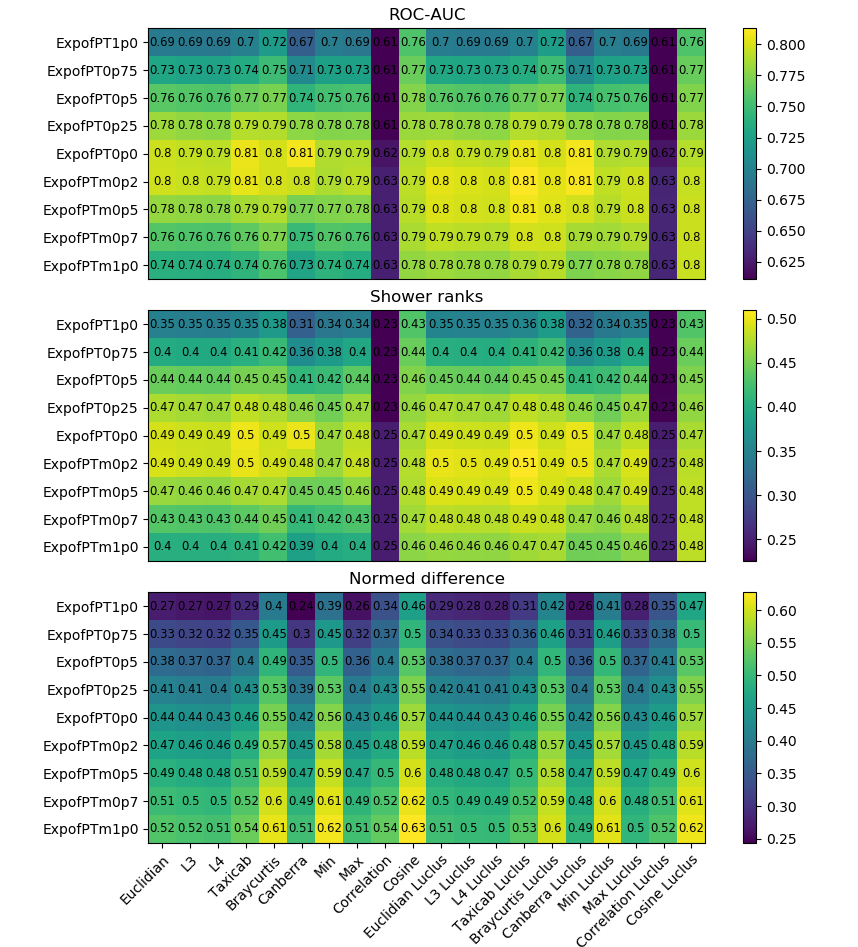 ROC-AUC
ExpofPT1p0 0.69 0.69 0.69 0.7 0.72 0.67 0.7 0.69 0.61 0.76 0.7 0.69 0.69 0.7 0.72 0.67 0.7 0.69 0.61 0.76
ExpofPT0p75 0.73 0.73 0.73 0.74 0.75 0.71 0.73 0.73 0.61 0.77 0.73 0.73 0.73 0.74 0.75 0.71 0.73 0.73 0.61 0.77
ExpofPT0p5 0.76 0.76 0.76 0.77 0.77 0.74 0.75 0.76 0.61 0.78 0.76 0.76 0.76 0.77 0.77 0.74 0.75 0.76 0.61 0.77
ExpofPT0p25 0.78 0.78 0.78 0.79 0.79 0.78 0.78 0.78 0.61 0.78 0.78 0.78 0.78 0.79 0.79 0.78 0.78 0.78 0.61 0.78
ExpofPT0p0 0.8 0.79 0.79 0.81 0.8 0.81 0.79 0.79 0.62 0.79 0.8 0.79 0.79 0.81 0.8 0.81 0.79 0.79 0.62 0.79
ExpofPTm0p2 0.8 0.8 0.79 0.81 0.8 0.8 0.79 0.79 0.63 0.79 0.8 0.8 0.8 0.81 0.8 0.81 0.79 0.8 0.63 0.8
ExpofPTm0p5 0.78 0.78 0.78 0.79 0.79 0.77 0.77 0.78 0.63 0.79 0.8 0.8 0.8 0.81 0.8 0.8 0.79 0.8 0.63 0.8
ExpofPTm0p7 0.76 0.76 0.76 0.76 0.77 0.75 0.76 0.76 0.63 0.79 0.79 0.79 0.79 0.8 0.8 0.79 0.79 0.79 0.63 0.8
ExpofPTm1p0 0.74 0.74 0.74 0.74 0.76 0.73 0.74 0.74 0.63 0.78 0.78 0.78 0.78 0.79 0.79 0.77 0.78 0.78 0.63 0.8
0.800
0.775
0.750
0.725
0.700
0.675
0.650
0.625
Shower ranks
ExpofPT1p0 0.35 0.35 0.35 0.35 0.38 0.31 0.34 0.34 0.23 0.43 0.35 0.35 0.35 0.36 0.38 0.32 0.34 0.35 0.23 0.43
ExpofPT0p75 0.4 0.4 0.4 0.41 0.42 0.36 0.38 0.4 0.23 0.44 0.4 0.4 0.4 0.41 0.42 0.36 0.38 0.4 0.23 0.44
ExpofPT0p5 0.44 0.44 0.44 0.45 0.45 0.41 0.42 0.44 0.23 0.46 0.45 0.44 0.44 0.45 0.45 0.41 0.42 0.44 0.23 0.45
ExpofPT0p25 0.47 0.47 0.47 0.48 0.48 0.46 0.45 0.47 0.23 0.46 0.47 0.47 0.47 0.48 0.48 0.46 0.45 0.47 0.23 0.46
ExpofPT0p0 0.49 0.49 0.49 0.5 0.49 0.5 0.47 0.48 0.25 0.47 0.49 0.49 0.49 0.5 0.49 0.5 0.47 0.48 0.25 0.47
ExpofPTm0p2 0.49 0.49 0.49 0.5 0.49 0.48 0.47 0.48 0.25 0.48 0.5 0.5 0.49 0.51 0.49 0.5 0.47 0.49 0.25 0.48
ExpofPTm0p5 0.47 0.46 0.46 0.47 0.47 0.45 0.45 0.46 0.25 0.48 0.49 0.49 0.49 0.5 0.49 0.48 0.47 0.49 0.25 0.48
ExpofPTm0p7 0.43 0.43 0.43 0.44 0.45 0.41 0.42 0.43 0.25 0.47 0.48 0.48 0.48 0.49 0.48 0.47 0.46 0.48 0.25 0.48
ExpofPTm1p0 0.4 0.4 0.4 0.41 0.42 0.39 0.4 0.4 0.25 0.46 0.46 0.46 0.46 0.47 0.47 0.45 0.45 0.46 0.25 0.48
0.50
0.45
0.40
0.35
0.30
0.25
Normed difference
ExpofPT1p0 0.27 0.27 0.27 0.29 0.4 0.24 0.39 0.26 0.34 0.46 0.29 0.28 0.28 0.31 0.42 0.26 0.41 0.28 0.35 0.47
ExpofPT0p75 0.33 0.32 0.32 0.35 0.45 0.3 0.45 0.32 0.37 0.5 0.34 0.33 0.33 0.36 0.46 0.31 0.46 0.33 0.38 0.5
ExpofPT0p5 0.38 0.37 0.37 0.4 0.49 0.35 0.5 0.36 0.4 0.53 0.38 0.37 0.37 0.4 0.5 0.36 0.5 0.37 0.41 0.53
ExpofPT0p25 0.41 0.41 0.4 0.43 0.53 0.39 0.53 0.4 0.43 0.55 0.42 0.41 0.41 0.43 0.53 0.4 0.53 0.4 0.43 0.55
ExpofPT0p0 0.44 0.44 0.43 0.46 0.55 0.42 0.56 0.43 0.46 0.57 0.44 0.44 0.43 0.46 0.55 0.42 0.56 0.43 0.46 0.57
ExpofPTm0p2 0.47 0.46 0.46 0.49 0.57 0.45 0.58 0.45 0.48 0.59 0.47 0.46 0.46 0.48 0.57 0.45 0.57 0.45 0.48 0.59
ExpofPTm0p5 0.49 0.48 0.48 0.51 0.59 0.47 0.59 0.47 0.5 0.6 0.48 0.48 0.47 0.5 0.58 0.47 0.59 0.47 0.49 0.6
ExpofPTm0p7 0.51 0.5 0.5 0.52 0.6 0.49 0.61 0.49 0.52 0.62 0.5 0.49 0.49 0.52 0.59 0.48 0.6 0.48 0.51 0.61
ExpofPTm1p0 0.52 0.52 0.51 0.54 0.61 0.51 0.62 0.51 0.54 0.63 0.51 0.5 0.5 0.53 0.6 0.49 0.61 0.5 0.52 0.62
0.60
0.55
0.50
0.45
0.40
0.35
0.30
0.25
Euclidian
L3
L4
Taxicab
Braycurtis
Canberra
Min
Max
Correlation
Cosine
Euclidian Luclus
L3 Luclus
L4 Luclus
Taxicab Luclus
Braycurtis Luclus
Canberra Luclus
Min Luclus
Max Luclus
Correlation Luclus
Cosine Luclus